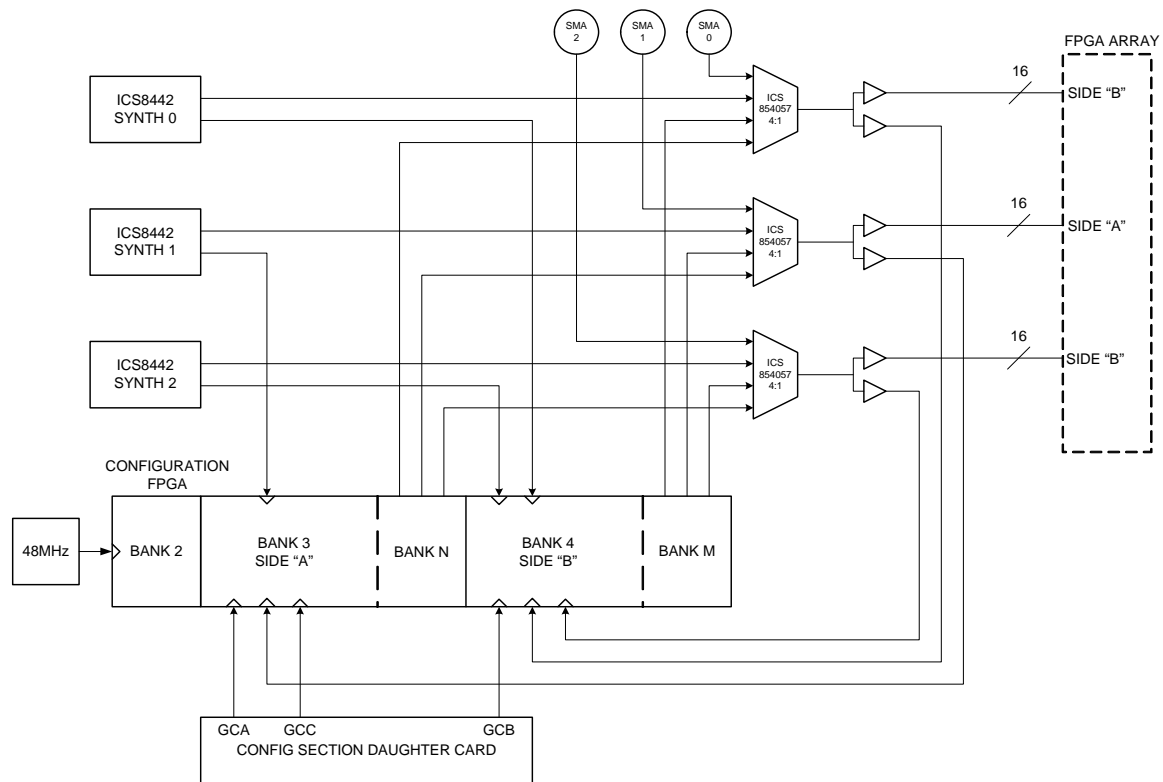 SMA
2
SMA
1
SMA
0
FPGA ARRAY
ICS8442
SYNTH 0
ICS
854057
4:1
16
SIDE “B”
ICS8442
SYNTH 1
ICS
854057
4:1
16
SIDE “A”
ICS8442
SYNTH 2
ICS
854057
4:1
16
SIDE “B”
CONFIGURATION
FPGA
48MHz
BANK 2
BANK 3
SIDE “A”
BANK N
BANK 4
SIDE “B”
BANK M
GCA
GCC
GCB
CONFIG SECTION DAUGHTER CARD